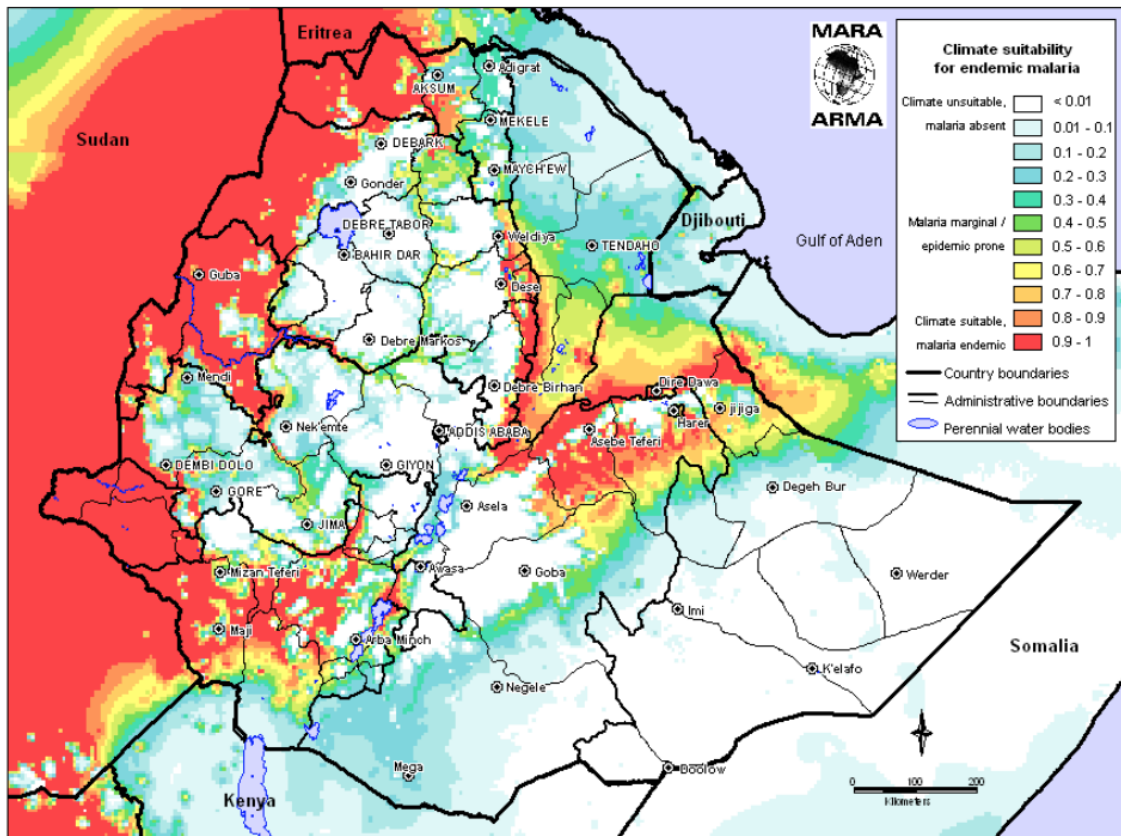 Eritrea
MARA
ARMA
Climate suitability
for endemic malaria
Climate unsuitable,
malaria absent
< 0.01
0.01 - 0.1
0.1 - 0.2
0.2 - 0.3
0.3 - 0.4
Malaria marginal /
epidemic prone
0.4 - 0.5
0.5 - 0.6
0.6 - 0.7
0.7 - 0.8
Climate suitable,
malaria endemic
0.8 - 0.9
0.9 - 1
Country boundaries
Administrative boundaries
Perennial water bodies
Adigrat
AKSUM
MEKELE
Sudan
DEBARK
MAYCH'EW
Gonder
Djibouti
DEBRE TABOR
Weldiya
TENDAHO
Gulf of Aden
BAHIR DAR
Guba
Desei
Debre Markos
Mendi
Debre Birhan
Dire Dawa
jijiga
Harer
Nek'emte
ADDIS ABABA
Asebe Teferi
DEMBI DOLO
GIYON
GORE
Asela
Degeh Bur
JIMA
Mizan Teferi
Awasa
Goba
Werder
Imi
Maji
Arba Minch
Somalia
K'elafo
Negele
Mega
Doolow
Kenya
0 100 200
Kilometers